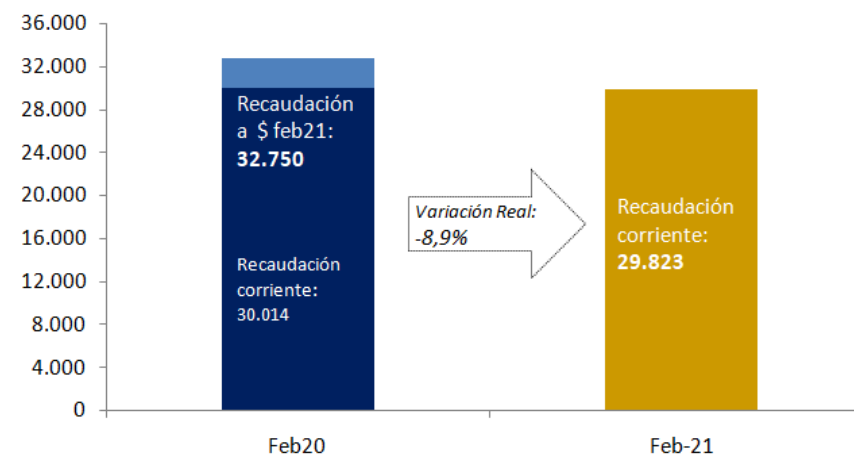 36.000
32.000
28.000
24.000
20.000
16.000
12.000
8.000
4.000
0
Recaudación
a $ feb21:
32.750
Recaudación
corriente:
30.014
Variación Real:
-8,9%
Recaudación
corriente:
29.823
Feb20
Feb-21